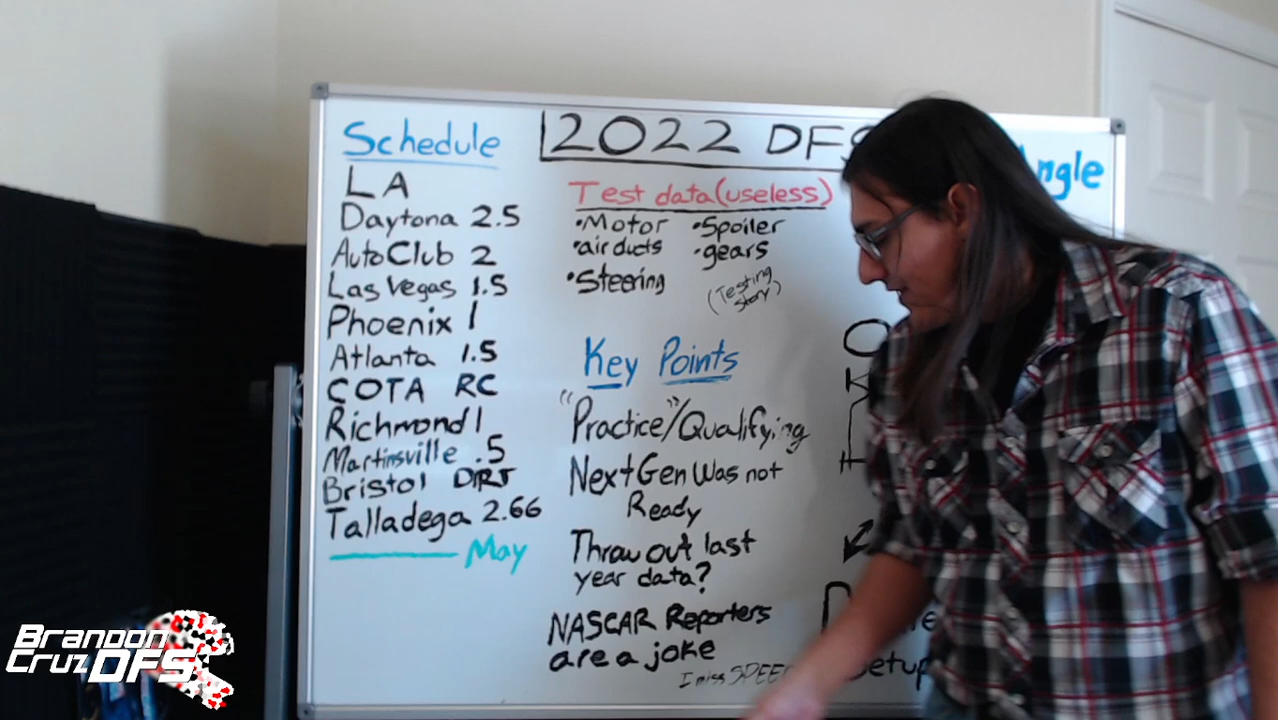 Schedule
LA
Daytona 2.5
AutoClub 2
Las Vegas 1.5
Phoenix 1
Atlanta 1.5
COTA RC
Richmond 1
Martinsville .5
Bristol DIRT
Talladega 2.66
May
2022 DFS
Angle
Test data (useless)
•Motor •Spoiler
•air ducts •gears
•Steering
(Testing
story)
Key Points
"Practice"/Qualifying
NextGen Was not
Ready
Throw out last
year data?
NASCAR Reporters
are a joke
I miss SPEED
Setup
Brandon
Cruz DFS